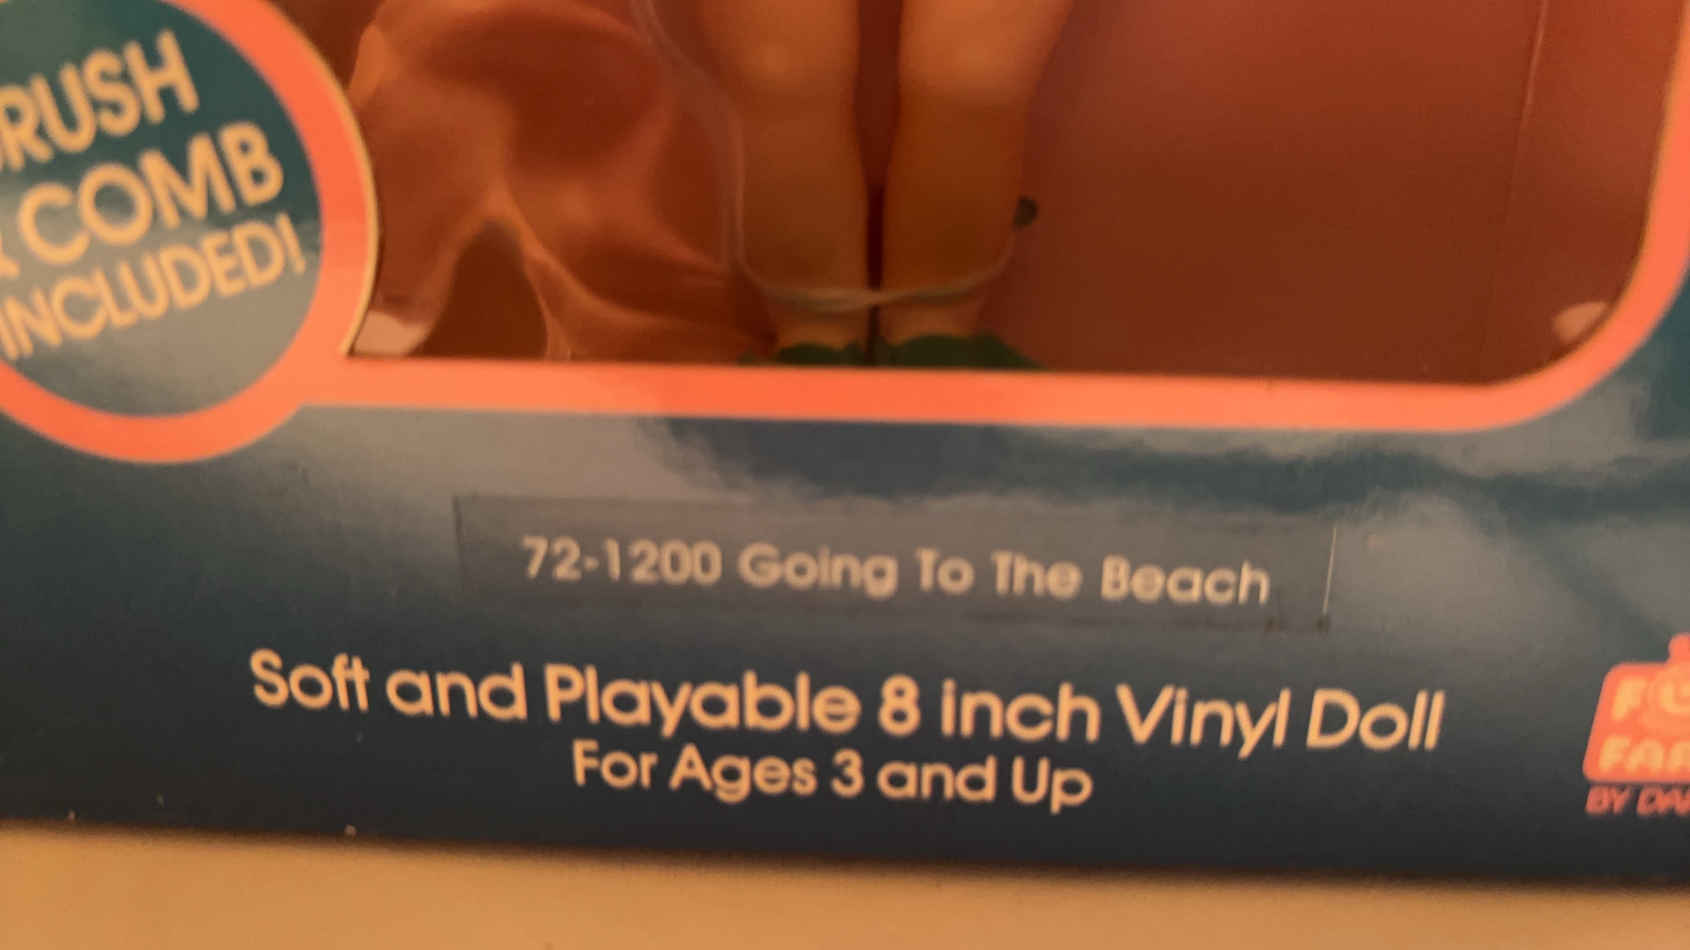 RUSH
& COMB
INCLUDED!
72-1200 Going To The Beach
Soft and Playable 8 inch Vinyl Doll
For Ages 3 and Up
BY